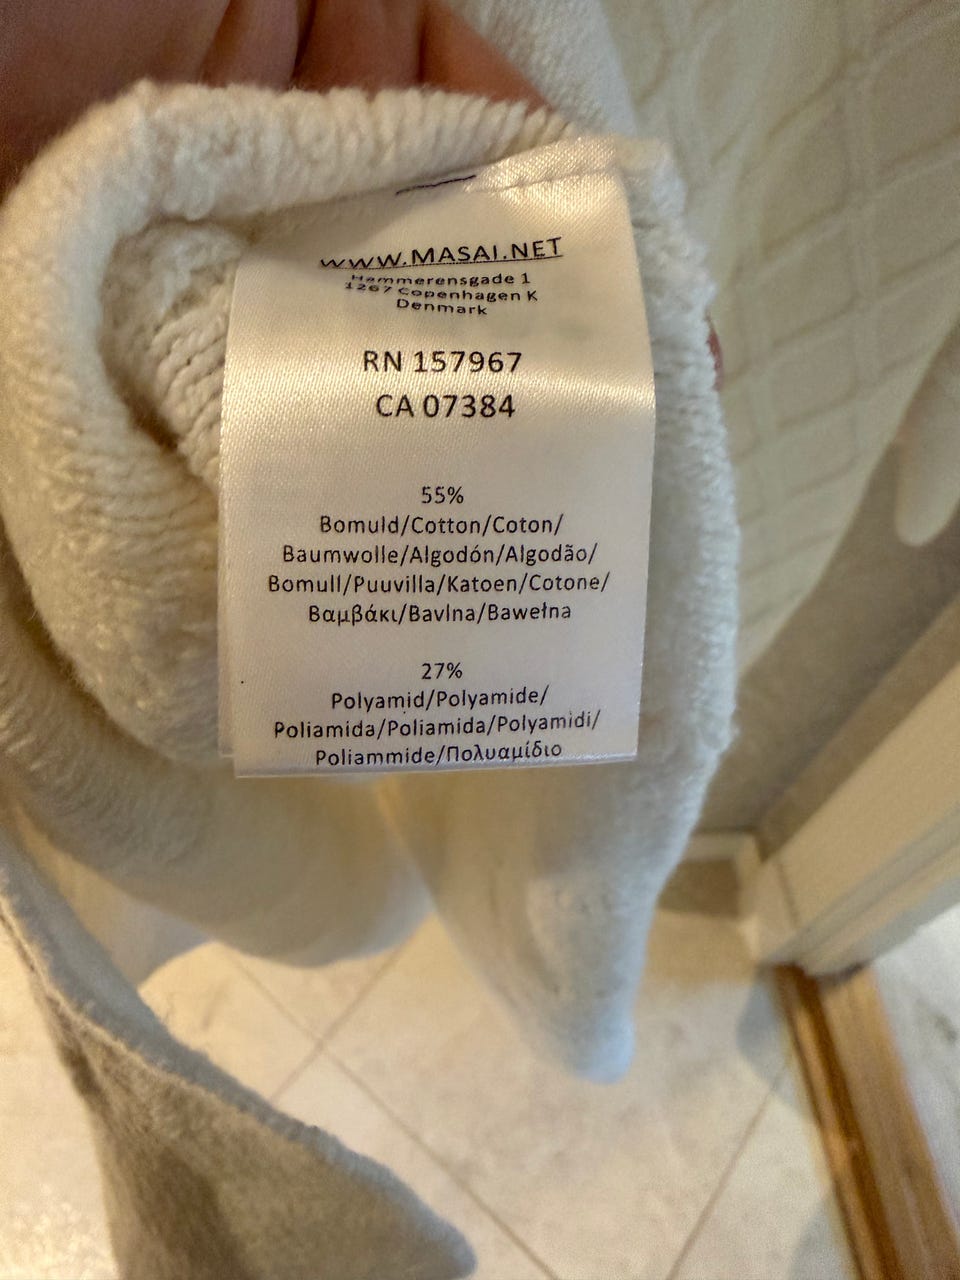 WWW.MASAI.NET
Hammerensgade 1
1267 Copenhagen K
Denmark
RN 157967
CA 07384
55%
Bomuld/Cotton/Coton/
Baumwolle/Algodón/Algodão/
Bomull/Puuvilla/Katoen/Cotone/
Βαμβάκι/Bavlna/Bawełna
27%
Polyamid/Polyamide/
Poliamida/Poliamida/Polyamidi/
Poliammide/Πολυαμίδιο